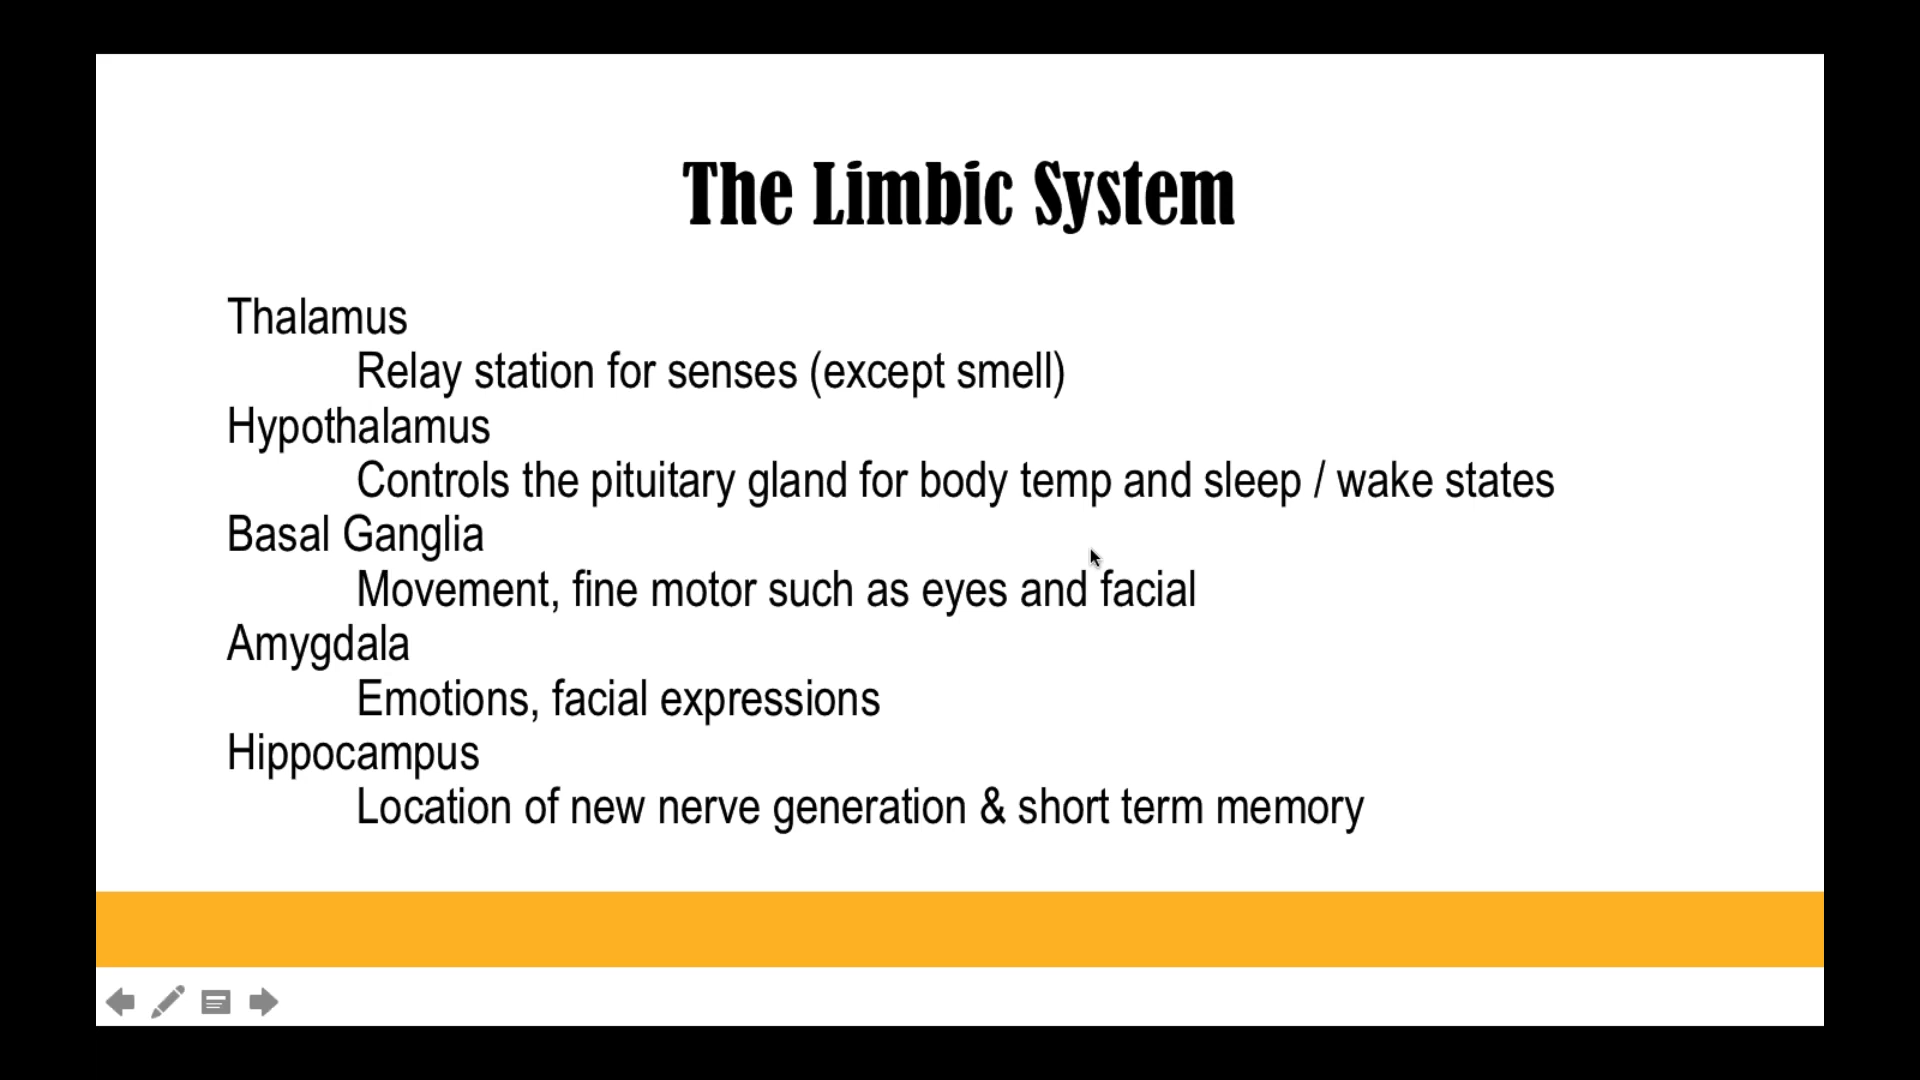 The Limbic System
Thalamus
Relay station for senses (except smell)
Hypothalamus
Controls the pituitary gland for body temp and sleep / wake states
Basal Ganglia
Movement, fine motor such as eyes and facial
Amygdala
Emotions, facial expressions
Hippocampus
Location of new nerve generation & short term memory